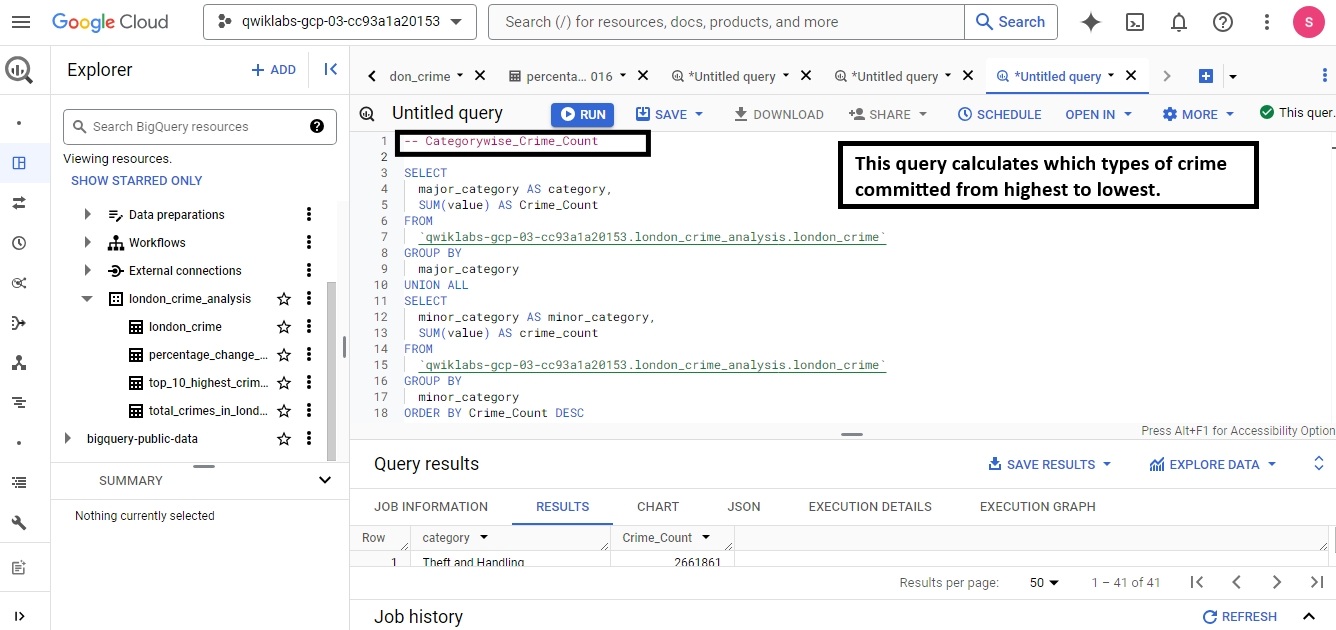 Google Cloud
qwiklabs-gcp-03-cc93a1a20153
Search (/) for resources, docs, products, and more
Search
S
Explorer
+ ADD
don_crime
percenta... 016
*Untitled query
*Untitled query
*Untitled query
Search BigQuery resources
Viewing resources.
SHOW STARRED ONLY
Data preparations
Workflows
External connections
london_crime_analysis
london_crime
percentage_change_...
top_10_highest_crim...
total_crimes_in_lond...
bigquery-public-data
SUMMARY
Nothing currently selected
Untitled query
RUN
SAVE
DOWNLOAD
SHARE
SCHEDULE
OPEN IN
MORE
This quer.
1 -- Categorywise_Crime_Count
2
3 SELECT
4 major_category AS category,
5 SUM(value) AS Crime_Count
6 FROM
7 `qwiklabs-gcp-03-cc93a1a20153.london_crime_analysis.london_crime`
8 GROUP BY
9 major_category
10 UNION ALL
11 SELECT
12 minor_category AS minor_category,
13 SUM(value) AS crime_count
14 FROM
15 `qwiklabs-gcp-03-cc93a1a20153.london_crime_analysis.london_crime`
16 GROUP BY
17 minor_category
18 ORDER BY Crime_Count DESC
This query calculates which types of crime
committed from highest to lowest.
Press Alt+F1 for Accessibility Option
Query results
SAVE RESULTS
EXPLORE DATA
JOB INFORMATION
RESULTS
CHART
JSON
EXECUTION DETAILS
EXECUTION GRAPH
Row
category
Crime_Count
1
Theft and Handling
2661861
Results per page:
50
1 – 41 of 41
Job history
REFRESH